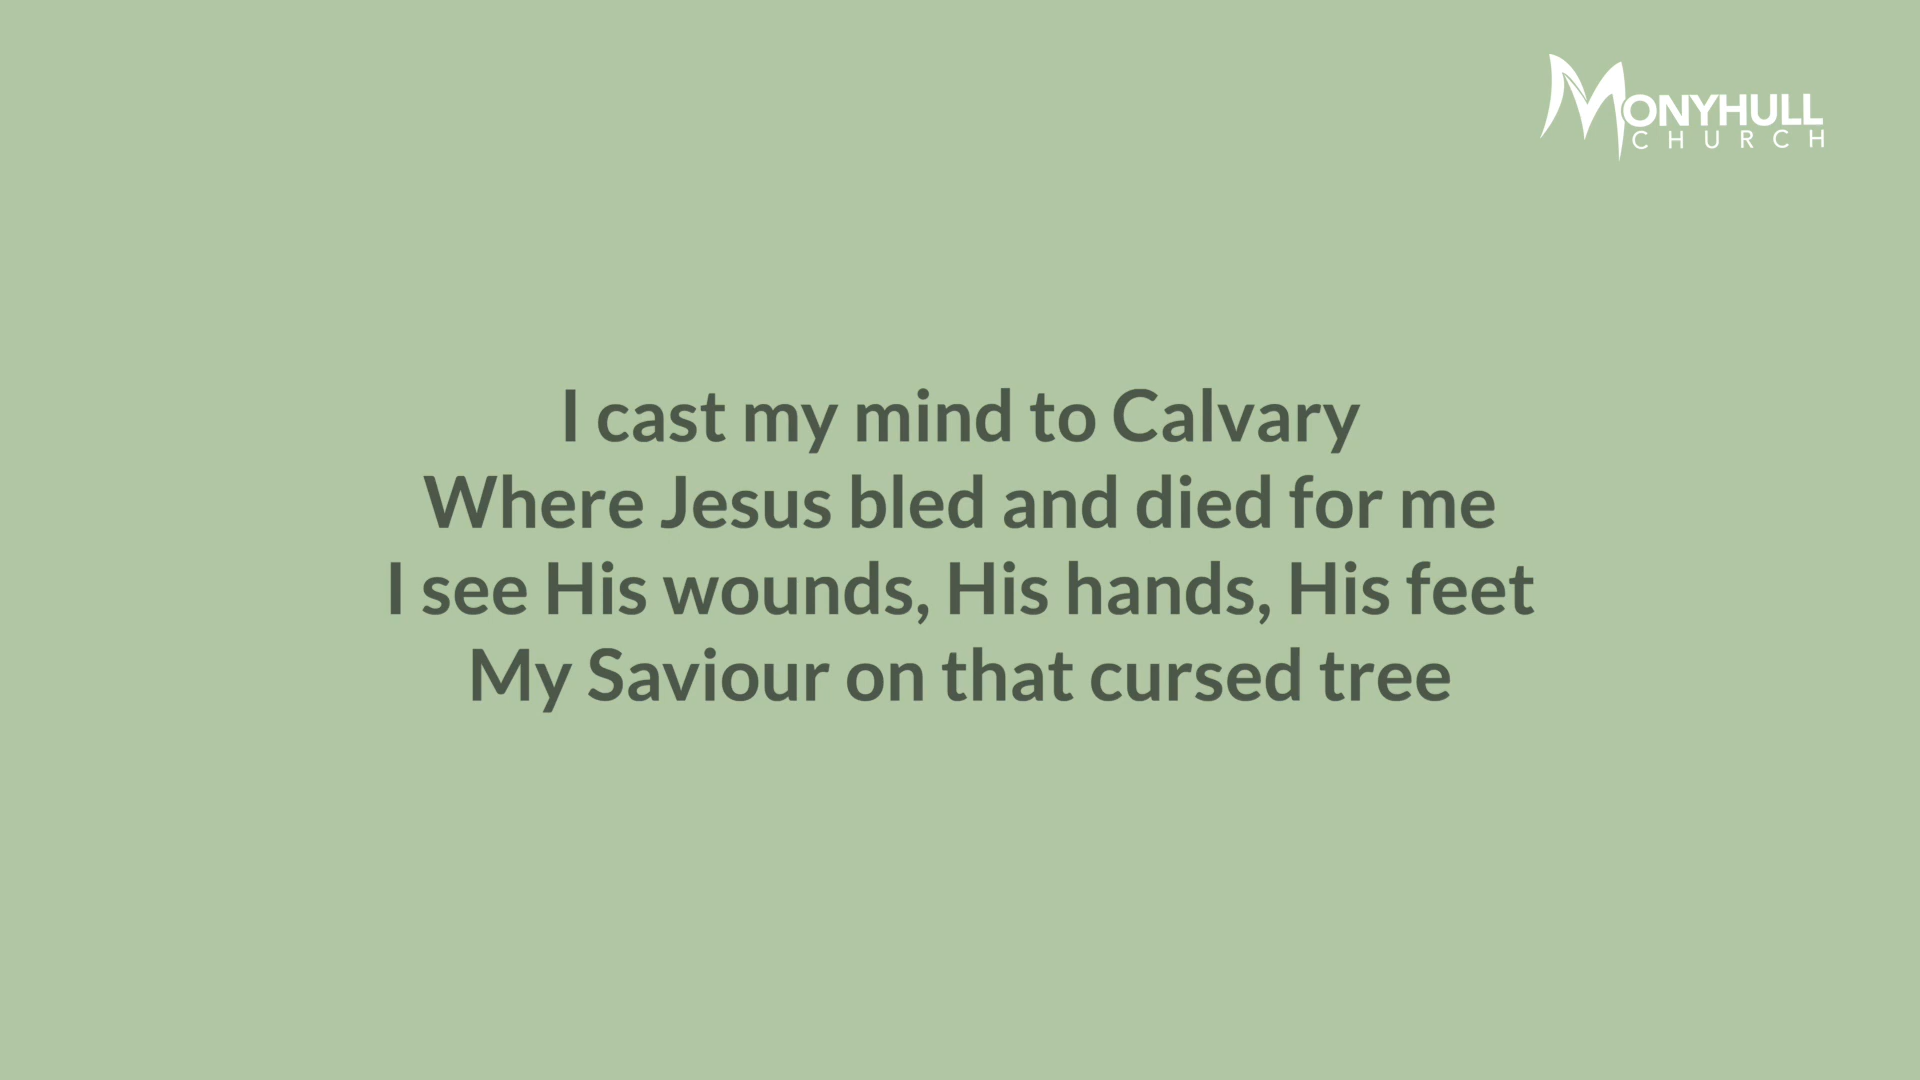 MONYHULL
CHURCH
I cast my mind to Calvary
Where Jesus bled and died for me
I see His wounds, His hands, His feet
My Saviour on that cursed tree